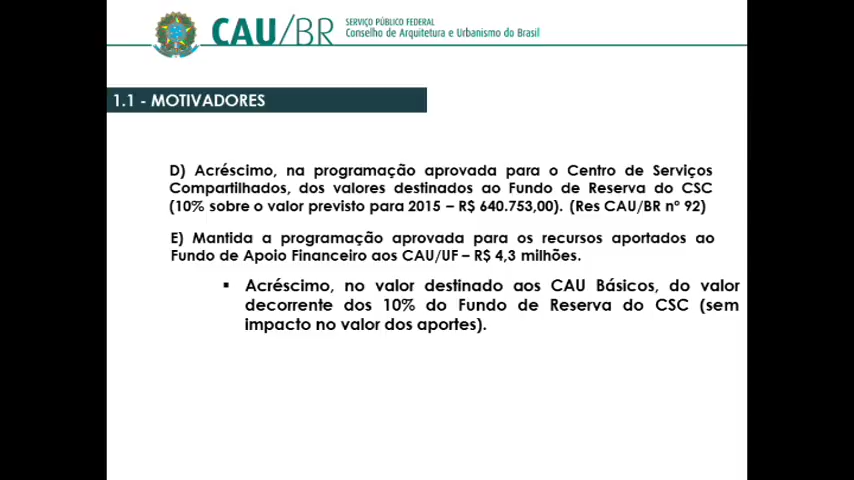 CAU/BR
SERVIÇO PÚBLICO FEDERAL
Conselho de Arquitetura e Urbanismo do Brasil
1.1 - MOTIVADORES
D) Acréscimo, na programação aprovada para o Centro de Serviços
Compartilhados, dos valores destinados ao Fundo de Reserva do CSC
(10% sobre o valor previsto para 2015 – R$ 640.753,00). (Res CAU/BR nº 92)
E) Mantida a programação aprovada para os recursos aportados ao
Fundo de Apoio Financeiro aos CAU/UF – R$ 4,3 milhões.
▪ Acréscimo, no valor destinado aos CAU Básicos, do valor
decorrente dos 10% do Fundo de Reserva do CSC (sem
impacto no valor dos aportes).